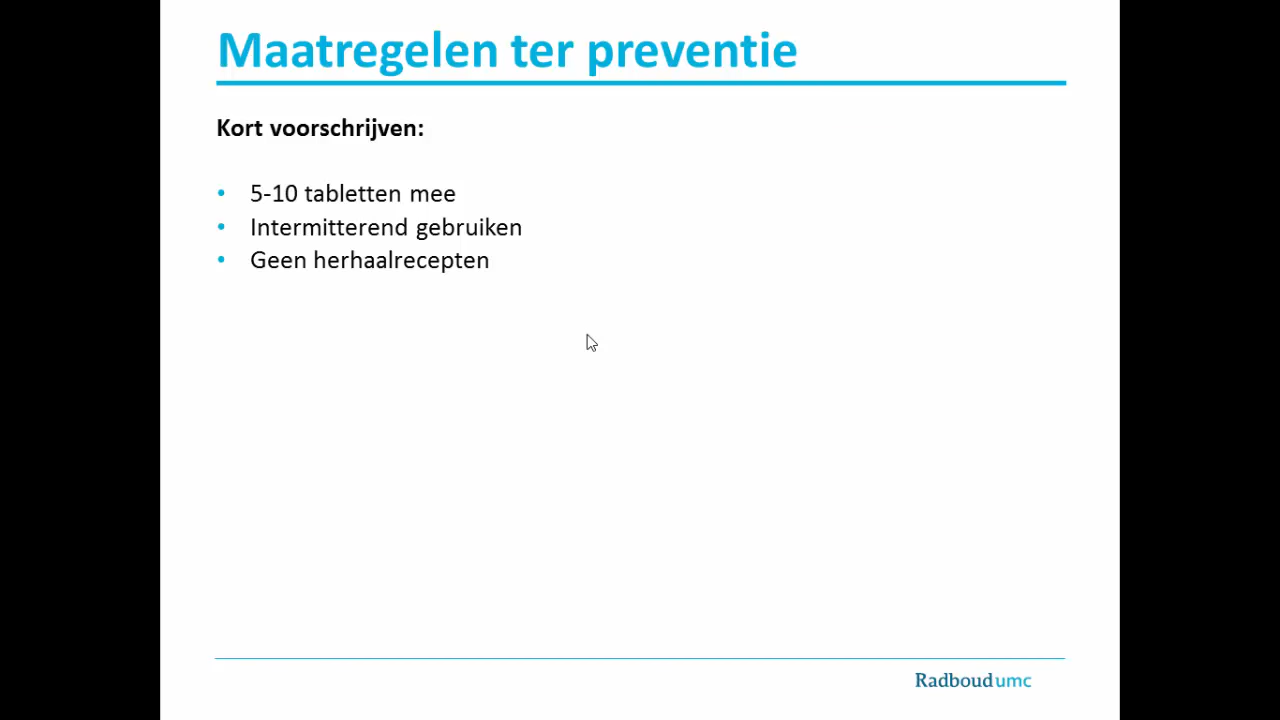 Maatregelen ter preventie
Kort voorschrijven:
• 5-10 tabletten mee
• Intermitterend gebruiken
• Geen herhaalrecepten
Radboudumc